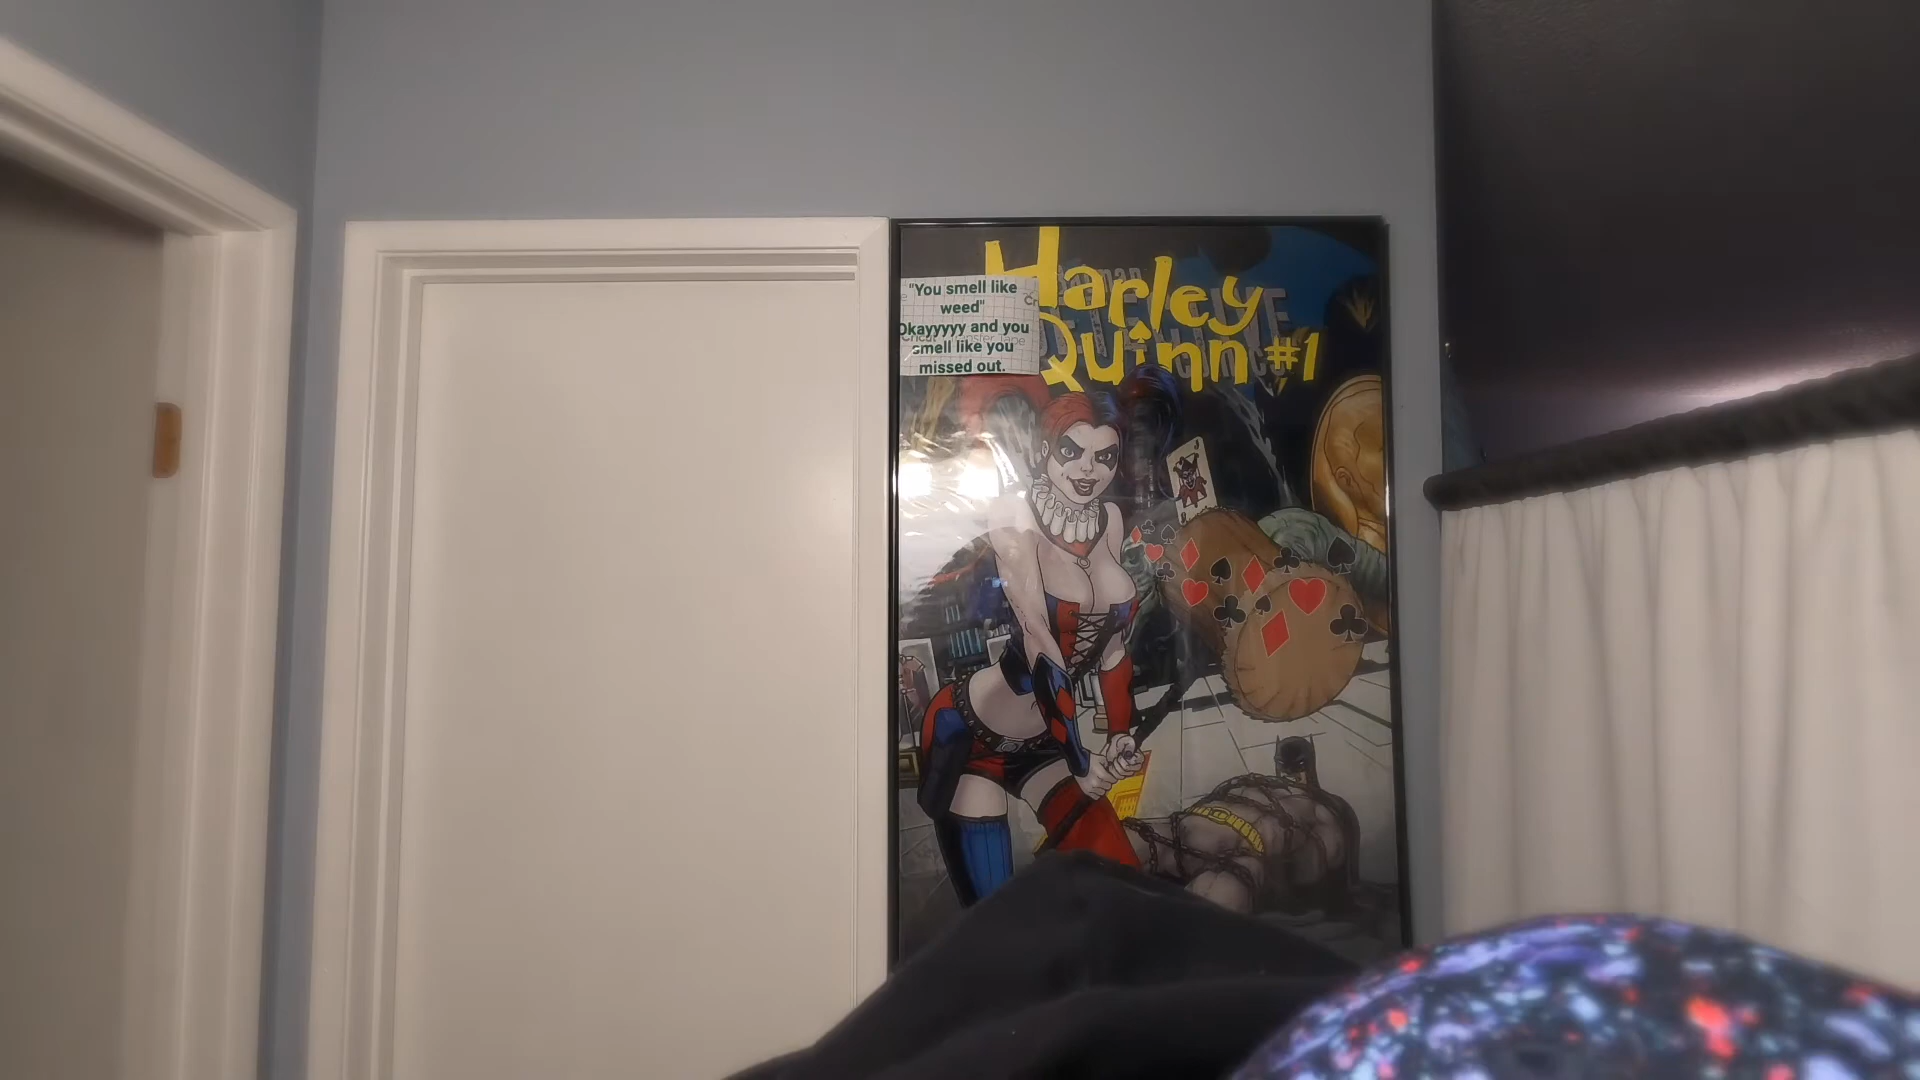 Harley
Quinn #1
"You smell like
weed"
Okayyyyy and you
smell like you
missed out.